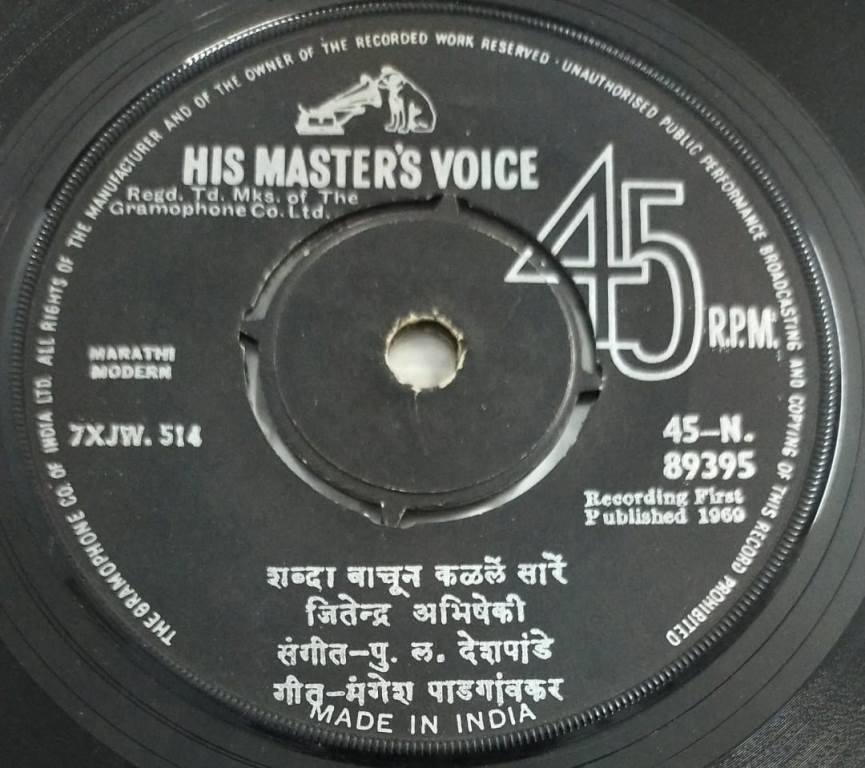 THE GRAMOPHONE CO. OF INDIA LTD. ALL RIGHTS OF THE MANUFACTURER AND OF THE OWNER OF THE RECORDED WORK RESERVED · UNAUTHORISED PUBLIC PERFORMANCE BROADCASTING AND COPYING OF THIS RECORD PROHIBITED
HIS MASTER'S VOICE
Regd. Td. Mks. of The
Gramophone Co. Ltd.
45
R.P.M.
MARATHI
MODERN
7XJW. 514
45–N.
89395
Recording First
Published 1969
शब्दा बाचून कळलें सारें
जितेन्द्र अभिषेकी
संगीत–पु. ल. देशपांडे
गीत–मंगेश पाडगांवकर
MADE IN INDIA